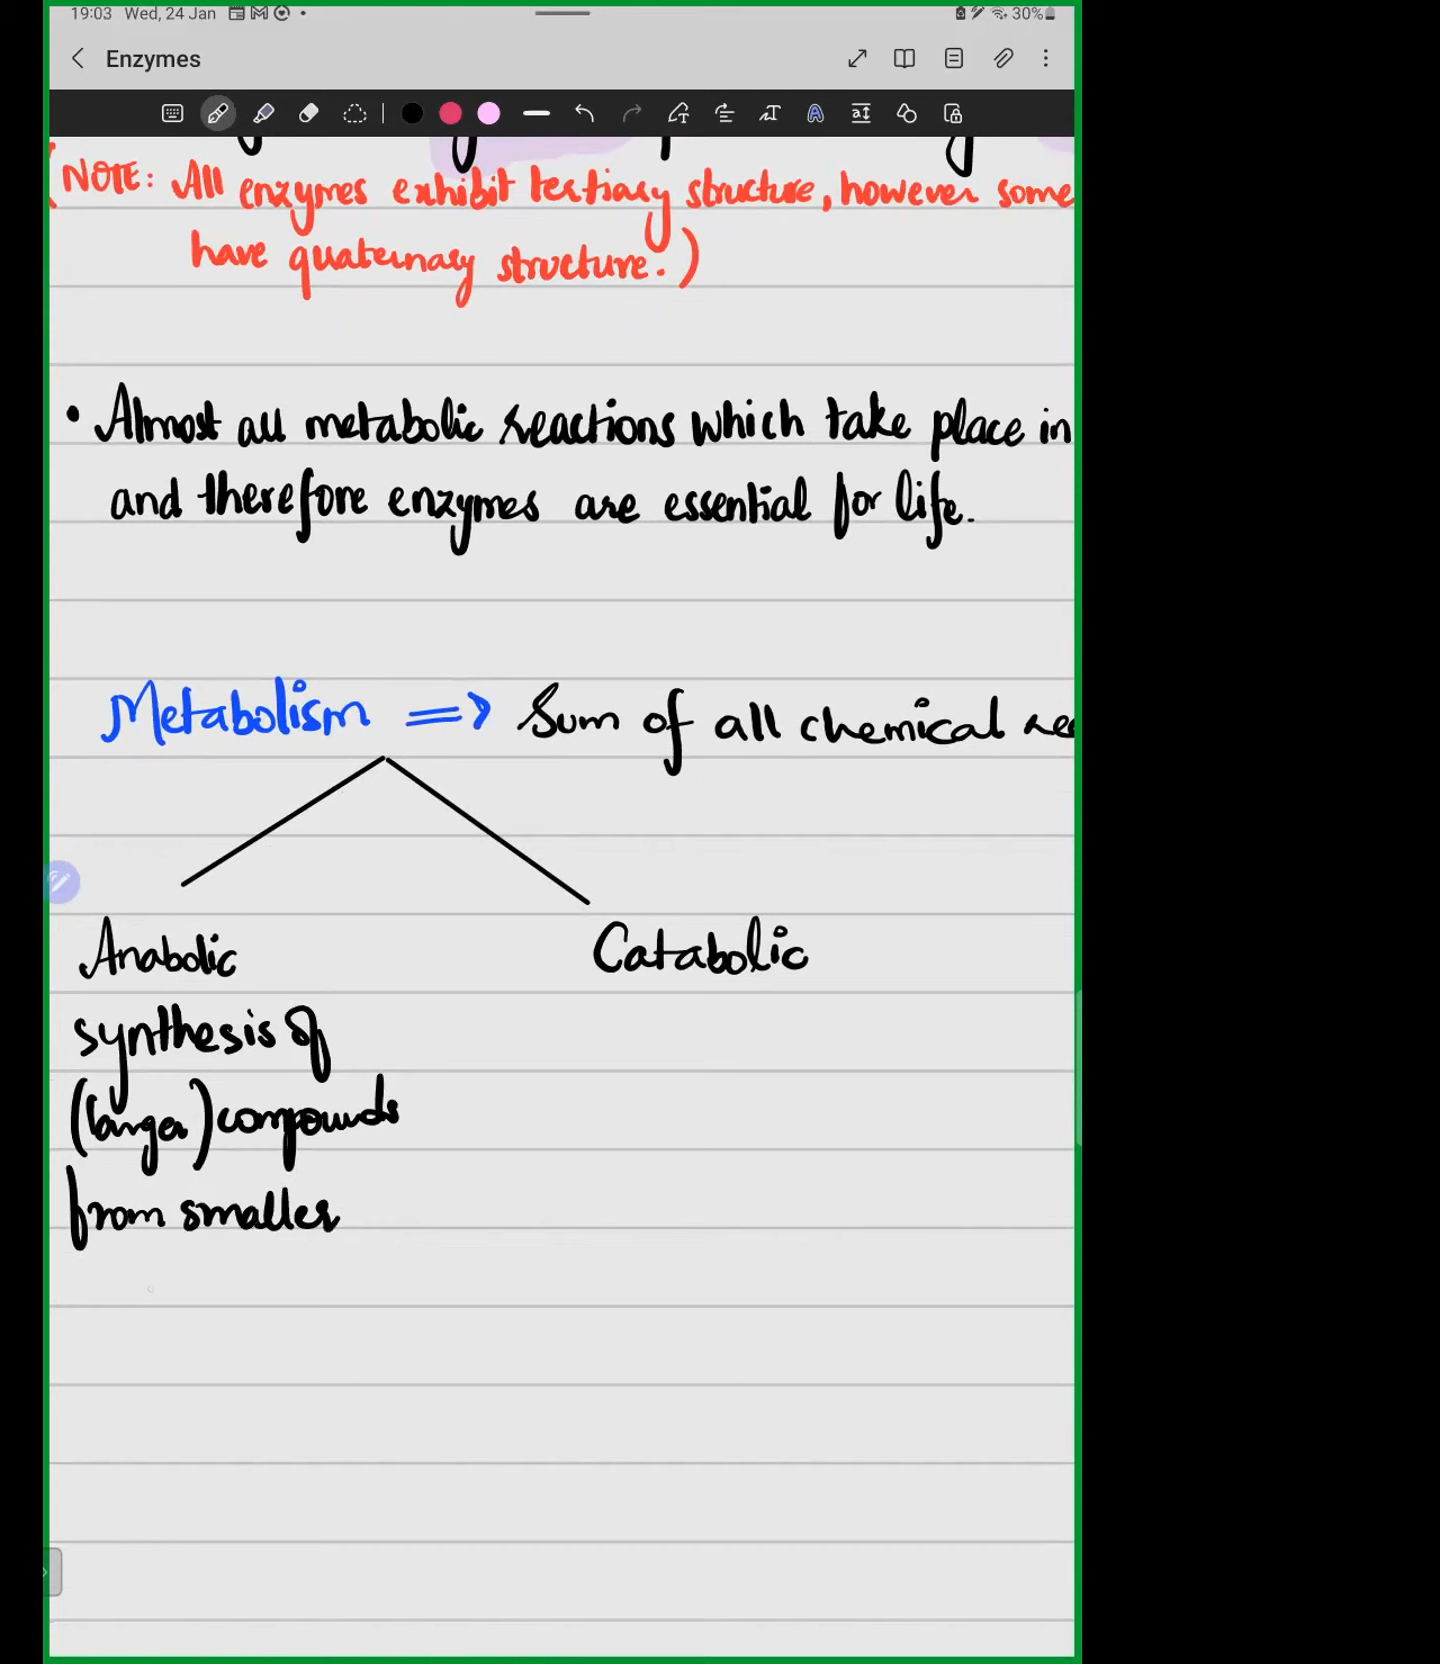 19:03 Wed, 24 Jan 30%
Enzymes
(NOTE: All enzymes exhibit tertiary structure, however some
have quaternary structure.)
• Almost all metabolic reactions which take place in
and therefore enzymes are essential for life.
Metabolism => Sum of all chemical rea
Anabolic Catabolic
synthesis of
(larger) compounds
from smaller